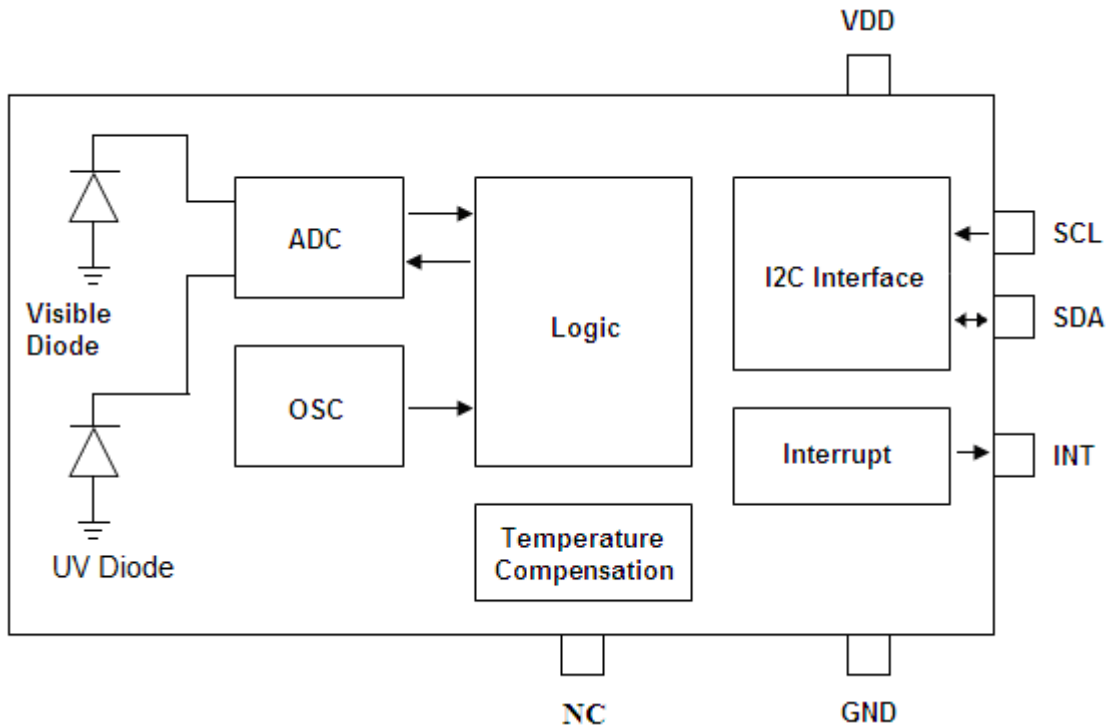 VDD
Visible
Diode
ADC
OSC
UV Diode
Logic
Temperature
Compensation
I2C Interface
Interrupt
SCL
SDA
INT
NC
GND